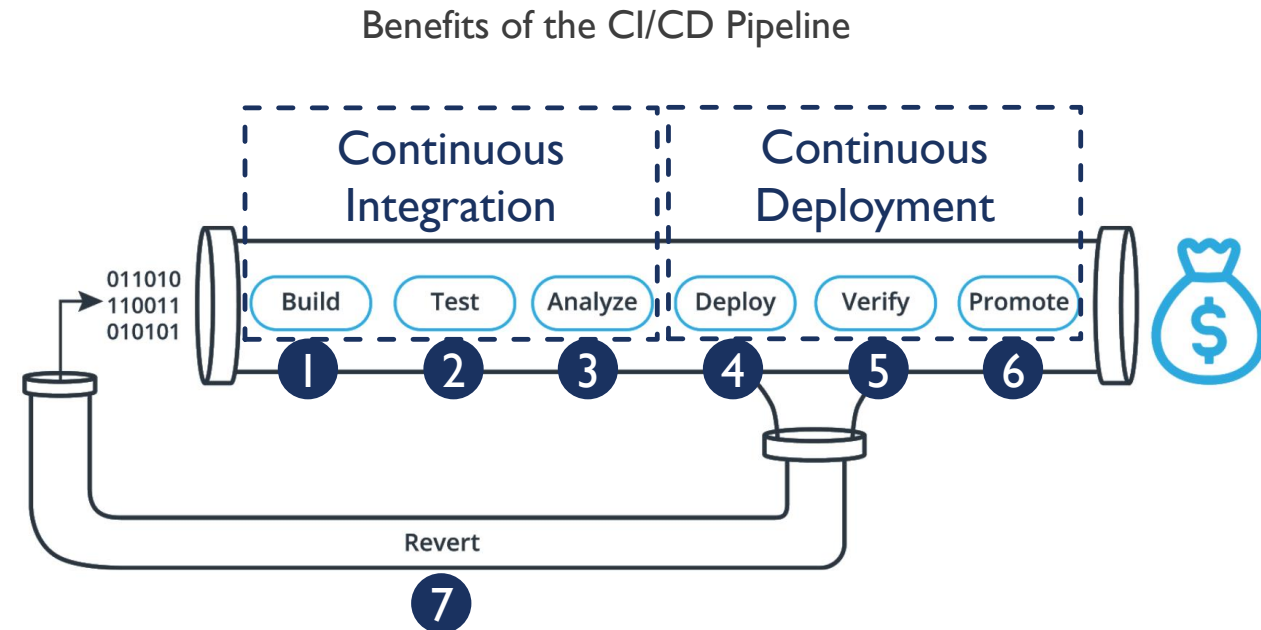 Benefits of the CI/CD Pipeline
Continuous
Integration
Continuous
Deployment
011010
110011
010101
Build
Test
Analyze
Deploy
Verify
Promote
$
1
2
3
4
5
6
Revert
7